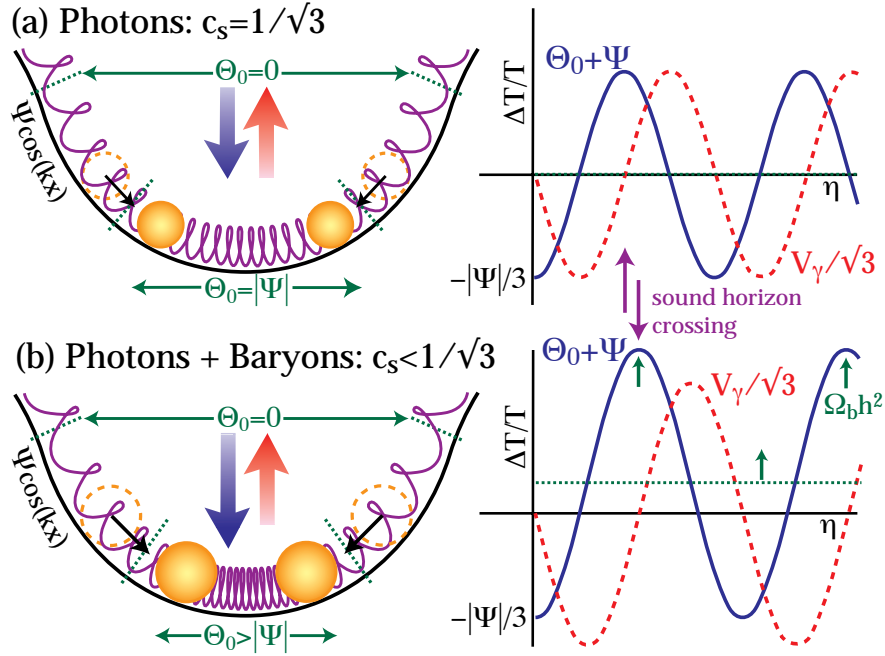 (a) Photons: cₛ=1/√3
Θ₀=0
Ψcos(kx)
Θ₀=|Ψ|
Θ₀+Ψ
ΔT/T
η
−|Ψ|/3
Vᵧ/√3
sound horizon
crossing
(b) Photons + Baryons: cₛ<1/√3
Θ₀=0
Ψcos(kx)
Θ₀>|Ψ|
Θ₀+Ψ
Vᵧ/√3
Ω_bh²
ΔT/T
η
−|Ψ|/3